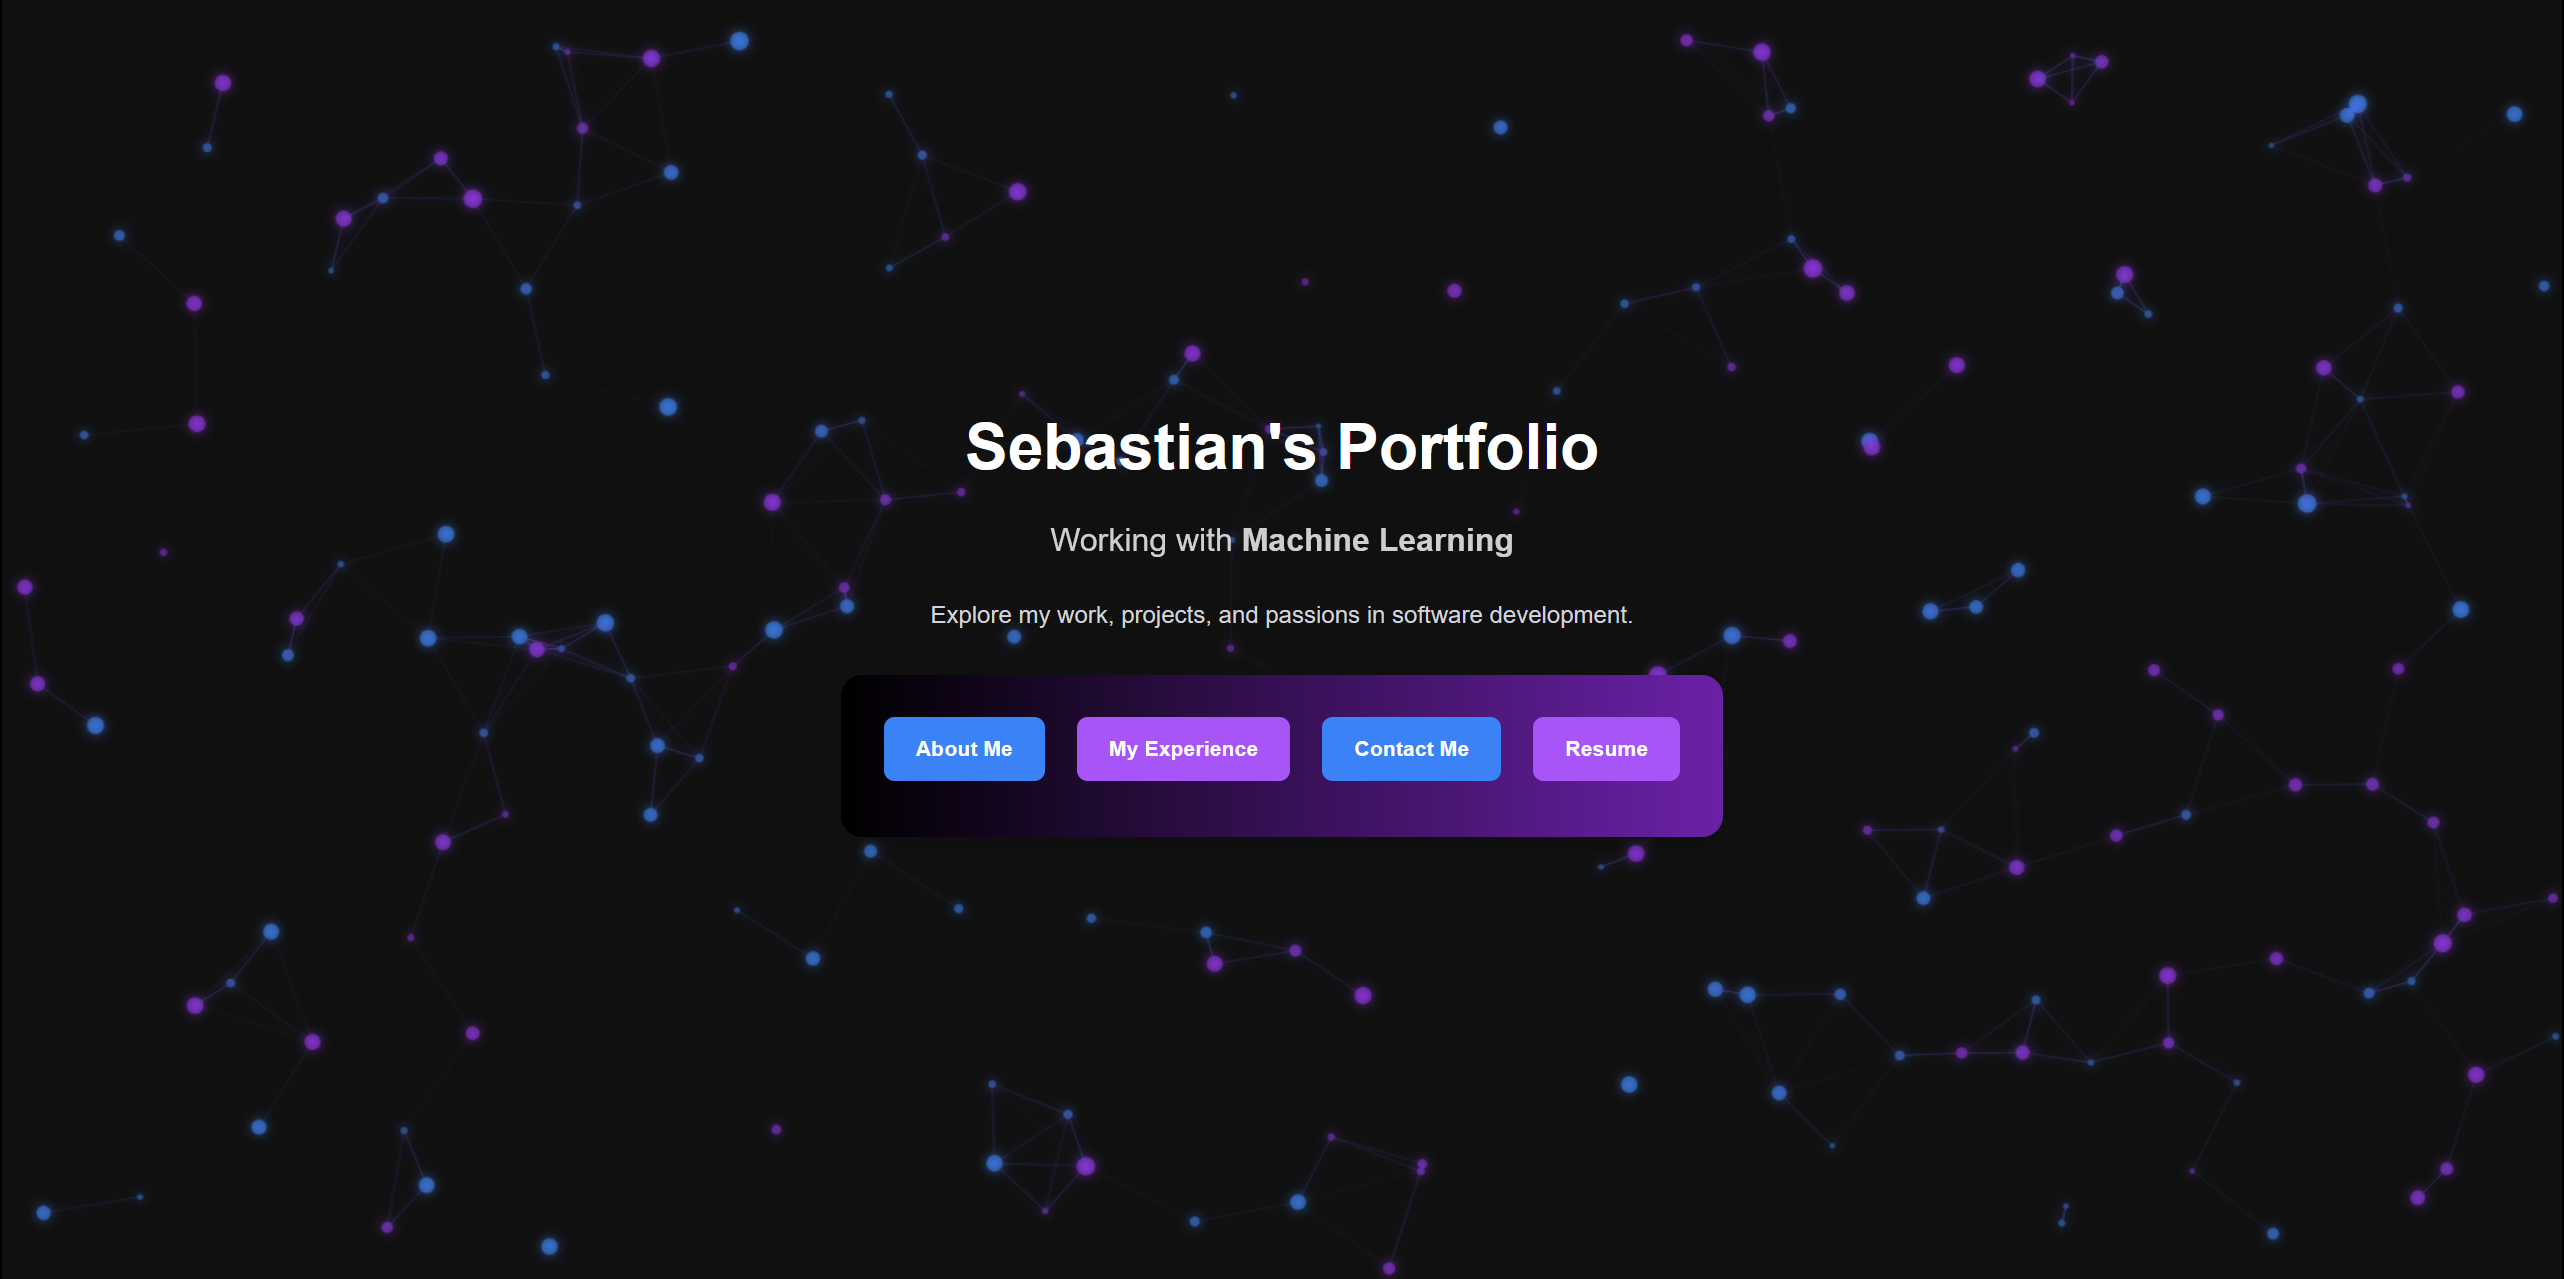 Sebastian's Portfolio
Working with Machine Learning
Explore my work, projects, and passions in software development.
About Me
My Experience
Contact Me
Resume